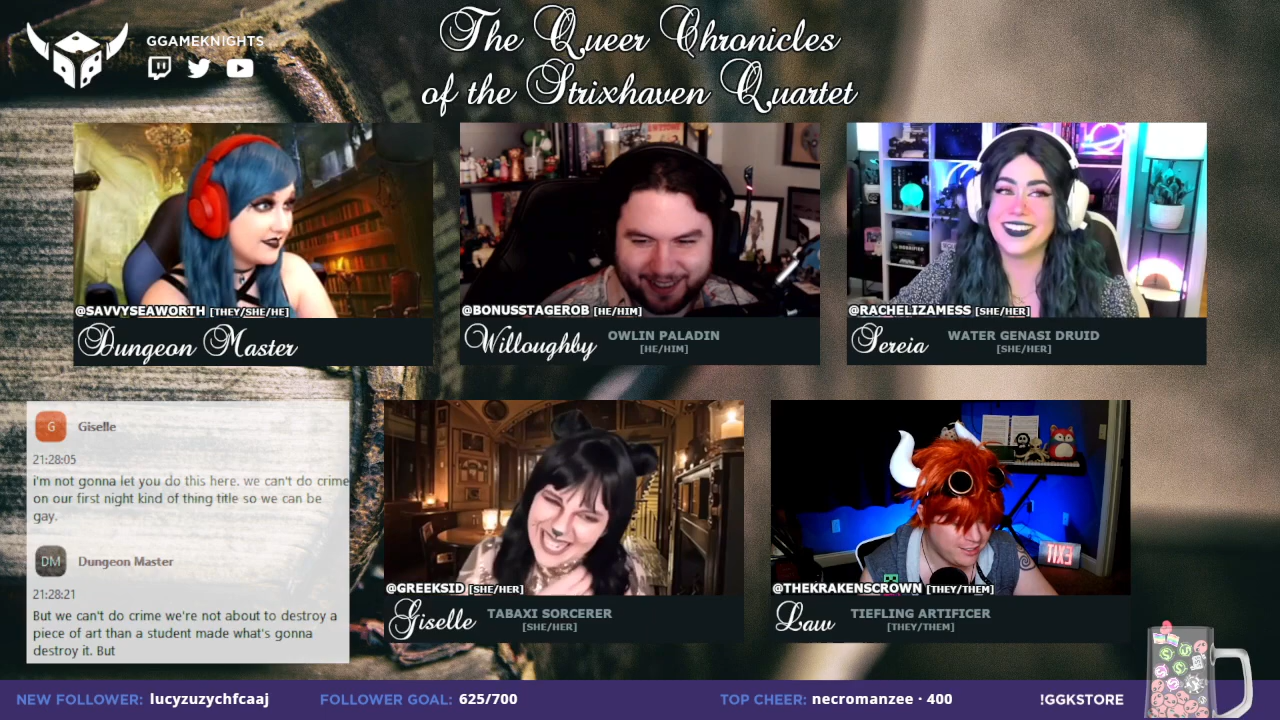 GGAMEKNIGHTS
The Queer Chronicles
of the Strixhaven Quartet
@SAVVYSEAWORTH [THEY/SHE/HE]
Dungeon Master
@BONUSSTAGEROB [HE/HIM]
Willoughby
OWLIN PALADIN
[HE/HIM]
@RACHELIZAMESS [SHE/HER]
Sereia
WATER GENASI DRUID
[SHE/HER]
G Giselle
21:28:05
i'm not gonna let you do this here. we can't do crime
on our first night kind of thing title so we can be
gay.
DM Dungeon Master
21:28:21
But we can't do crime we're not about to destroy a
piece of art than a student made what's gonna
destroy it. But
@GREEKSID [SHE/HER]
Giselle
TABAXI SORCERER
[SHE/HER]
EXIT
@THEKRAKENSCROWN [THEY/THEM]
Law
TIEFLING ARTIFICER
[THEY/THEM]
NEW FOLLOWER: lucyzuzychfcaaj
FOLLOWER GOAL: 625/700
TOP CHEER: necromanzee · 400
!GGKSTORE